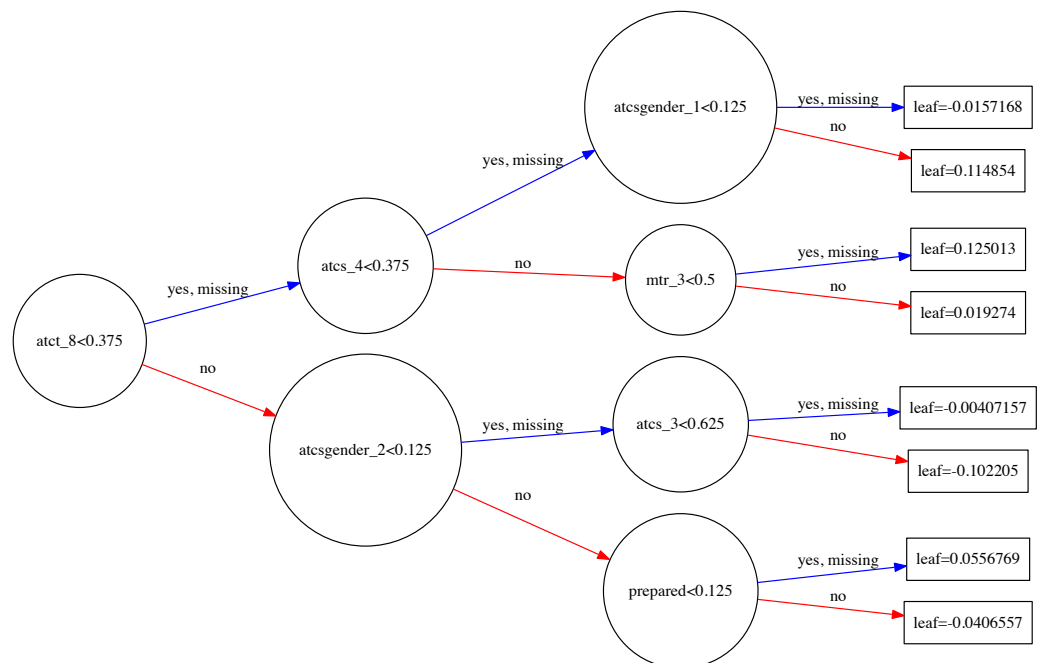 atct_8<0.375
yes, missing
no
atcs_4<0.375
yes, missing
no
atcsgender_2<0.125
yes, missing
no
atcsgender_1<0.125
yes, missing
no
mtr_3<0.5
yes, missing
no
atcs_3<0.625
yes, missing
no
prepared<0.125
yes, missing
no
leaf=-0.0157168
leaf=0.114854
leaf=0.125013
leaf=0.019274
leaf=-0.00407157
leaf=-0.102205
leaf=0.0556769
leaf=-0.0406557